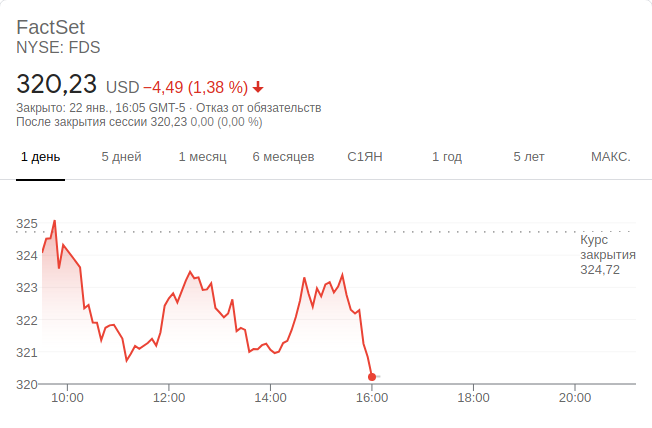 FactSet
NYSE: FDS
320,23 USD −4,49 (1,38 %)
Закрыто: 22 янв., 16:05 GMT-5 · Отказ от обязательств
После закрытия сессии 320,23 0,00 (0,00 %)
1 день 5 дней 1 месяц 6 месяцев С1ЯН 1 год 5 лет МАКС.
325
Курс
закрытия
324,72
324
323
322
321
320
10:00 12:00 14:00 16:00 18:00 20:00